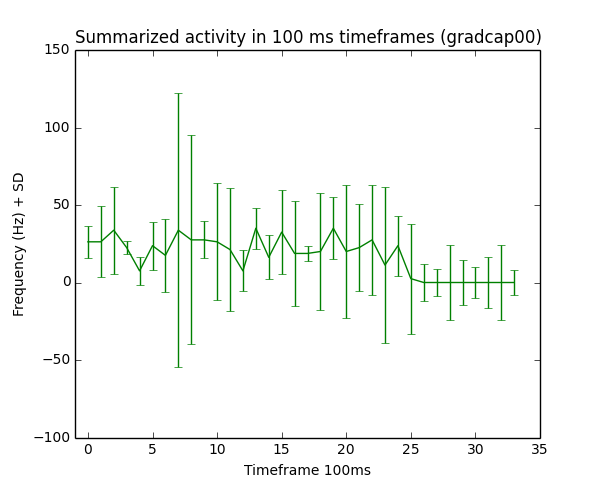 Summarized activity in 100 ms timeframes (gradcap00)
150
100
50
0
−50
−100
Frequency (Hz) + SD
0 5 10 15 20 25 30 35
Timeframe 100ms